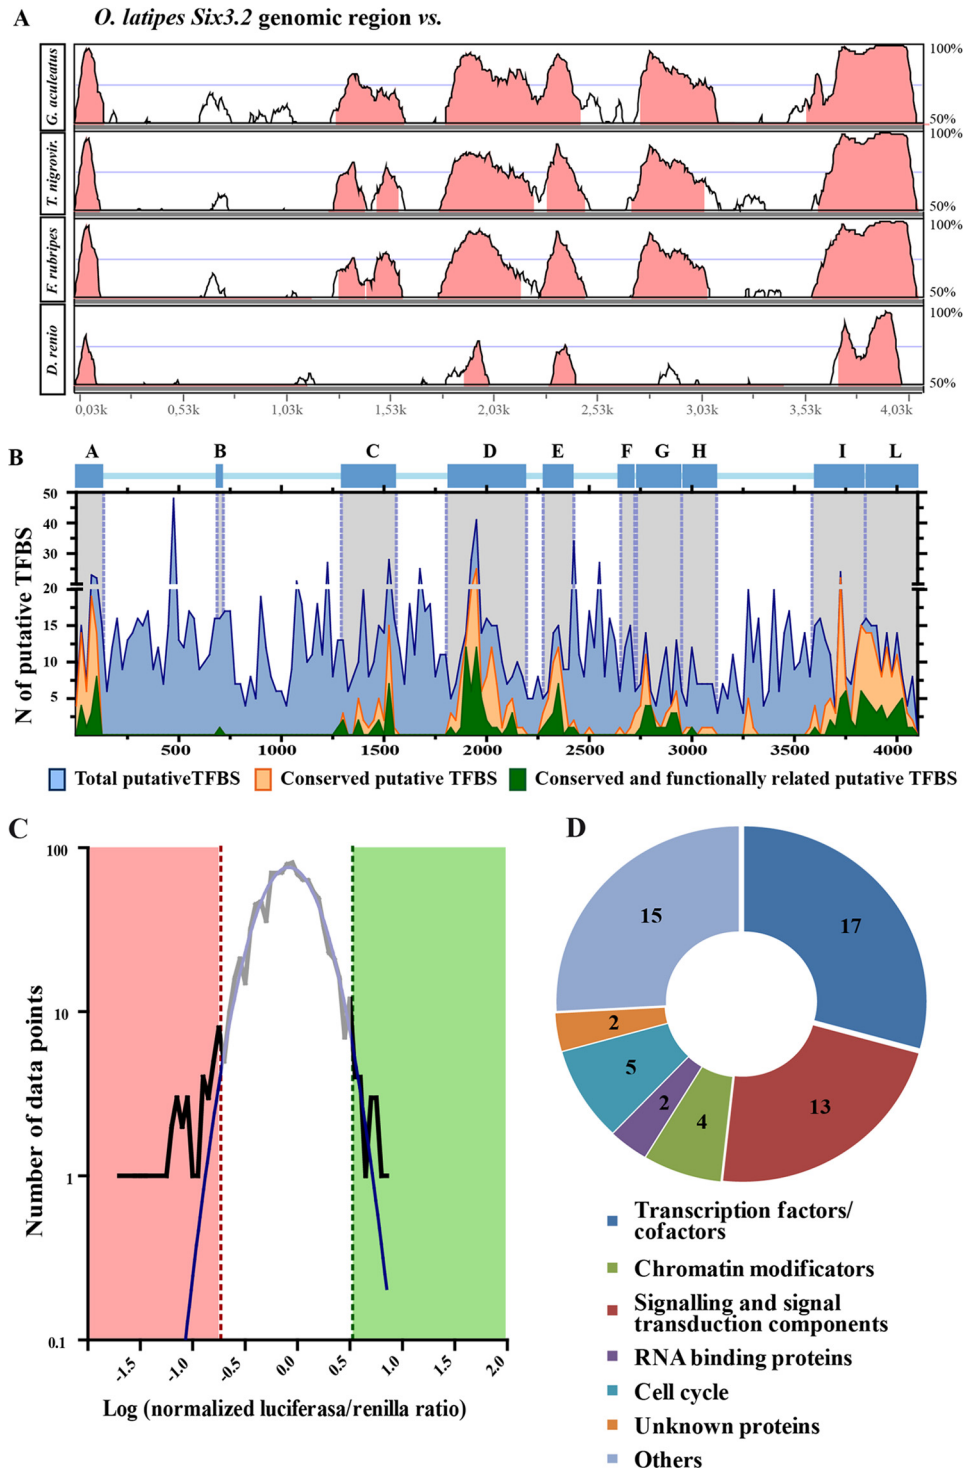 A O. latipes Six3.2 genomic region vs.
G. aculeatus
100%
50%
T. nigrovir.
100%
50%
F. rubripes
100%
50%
D. renio
100%
50%
0,03k 0,53k 1,03k 1,53k 2,03k 2,53k 3,03k 3,53k 4,03k
B
A B C D E F G H I L
N of putative TFBS
50
40
30
20
15
10
5
500 1000 1500 2000 2500 3000 3500 4000
Total putativeTFBS Conserved putative TFBS Conserved and functionally related putative TFBS
C
Number of data points
100
10
1
0.1
-1.5 -1.0 -0.5 0.0 0.5 1.0 1.5 2.0
Log (normalized luciferasa/renilla ratio)
D
17
13
4
2
5
2
15
Transcription factors/
cofactors
Chromatin modificators
Signalling and signal
transduction components
RNA binding proteins
Cell cycle
Unknown proteins
Others